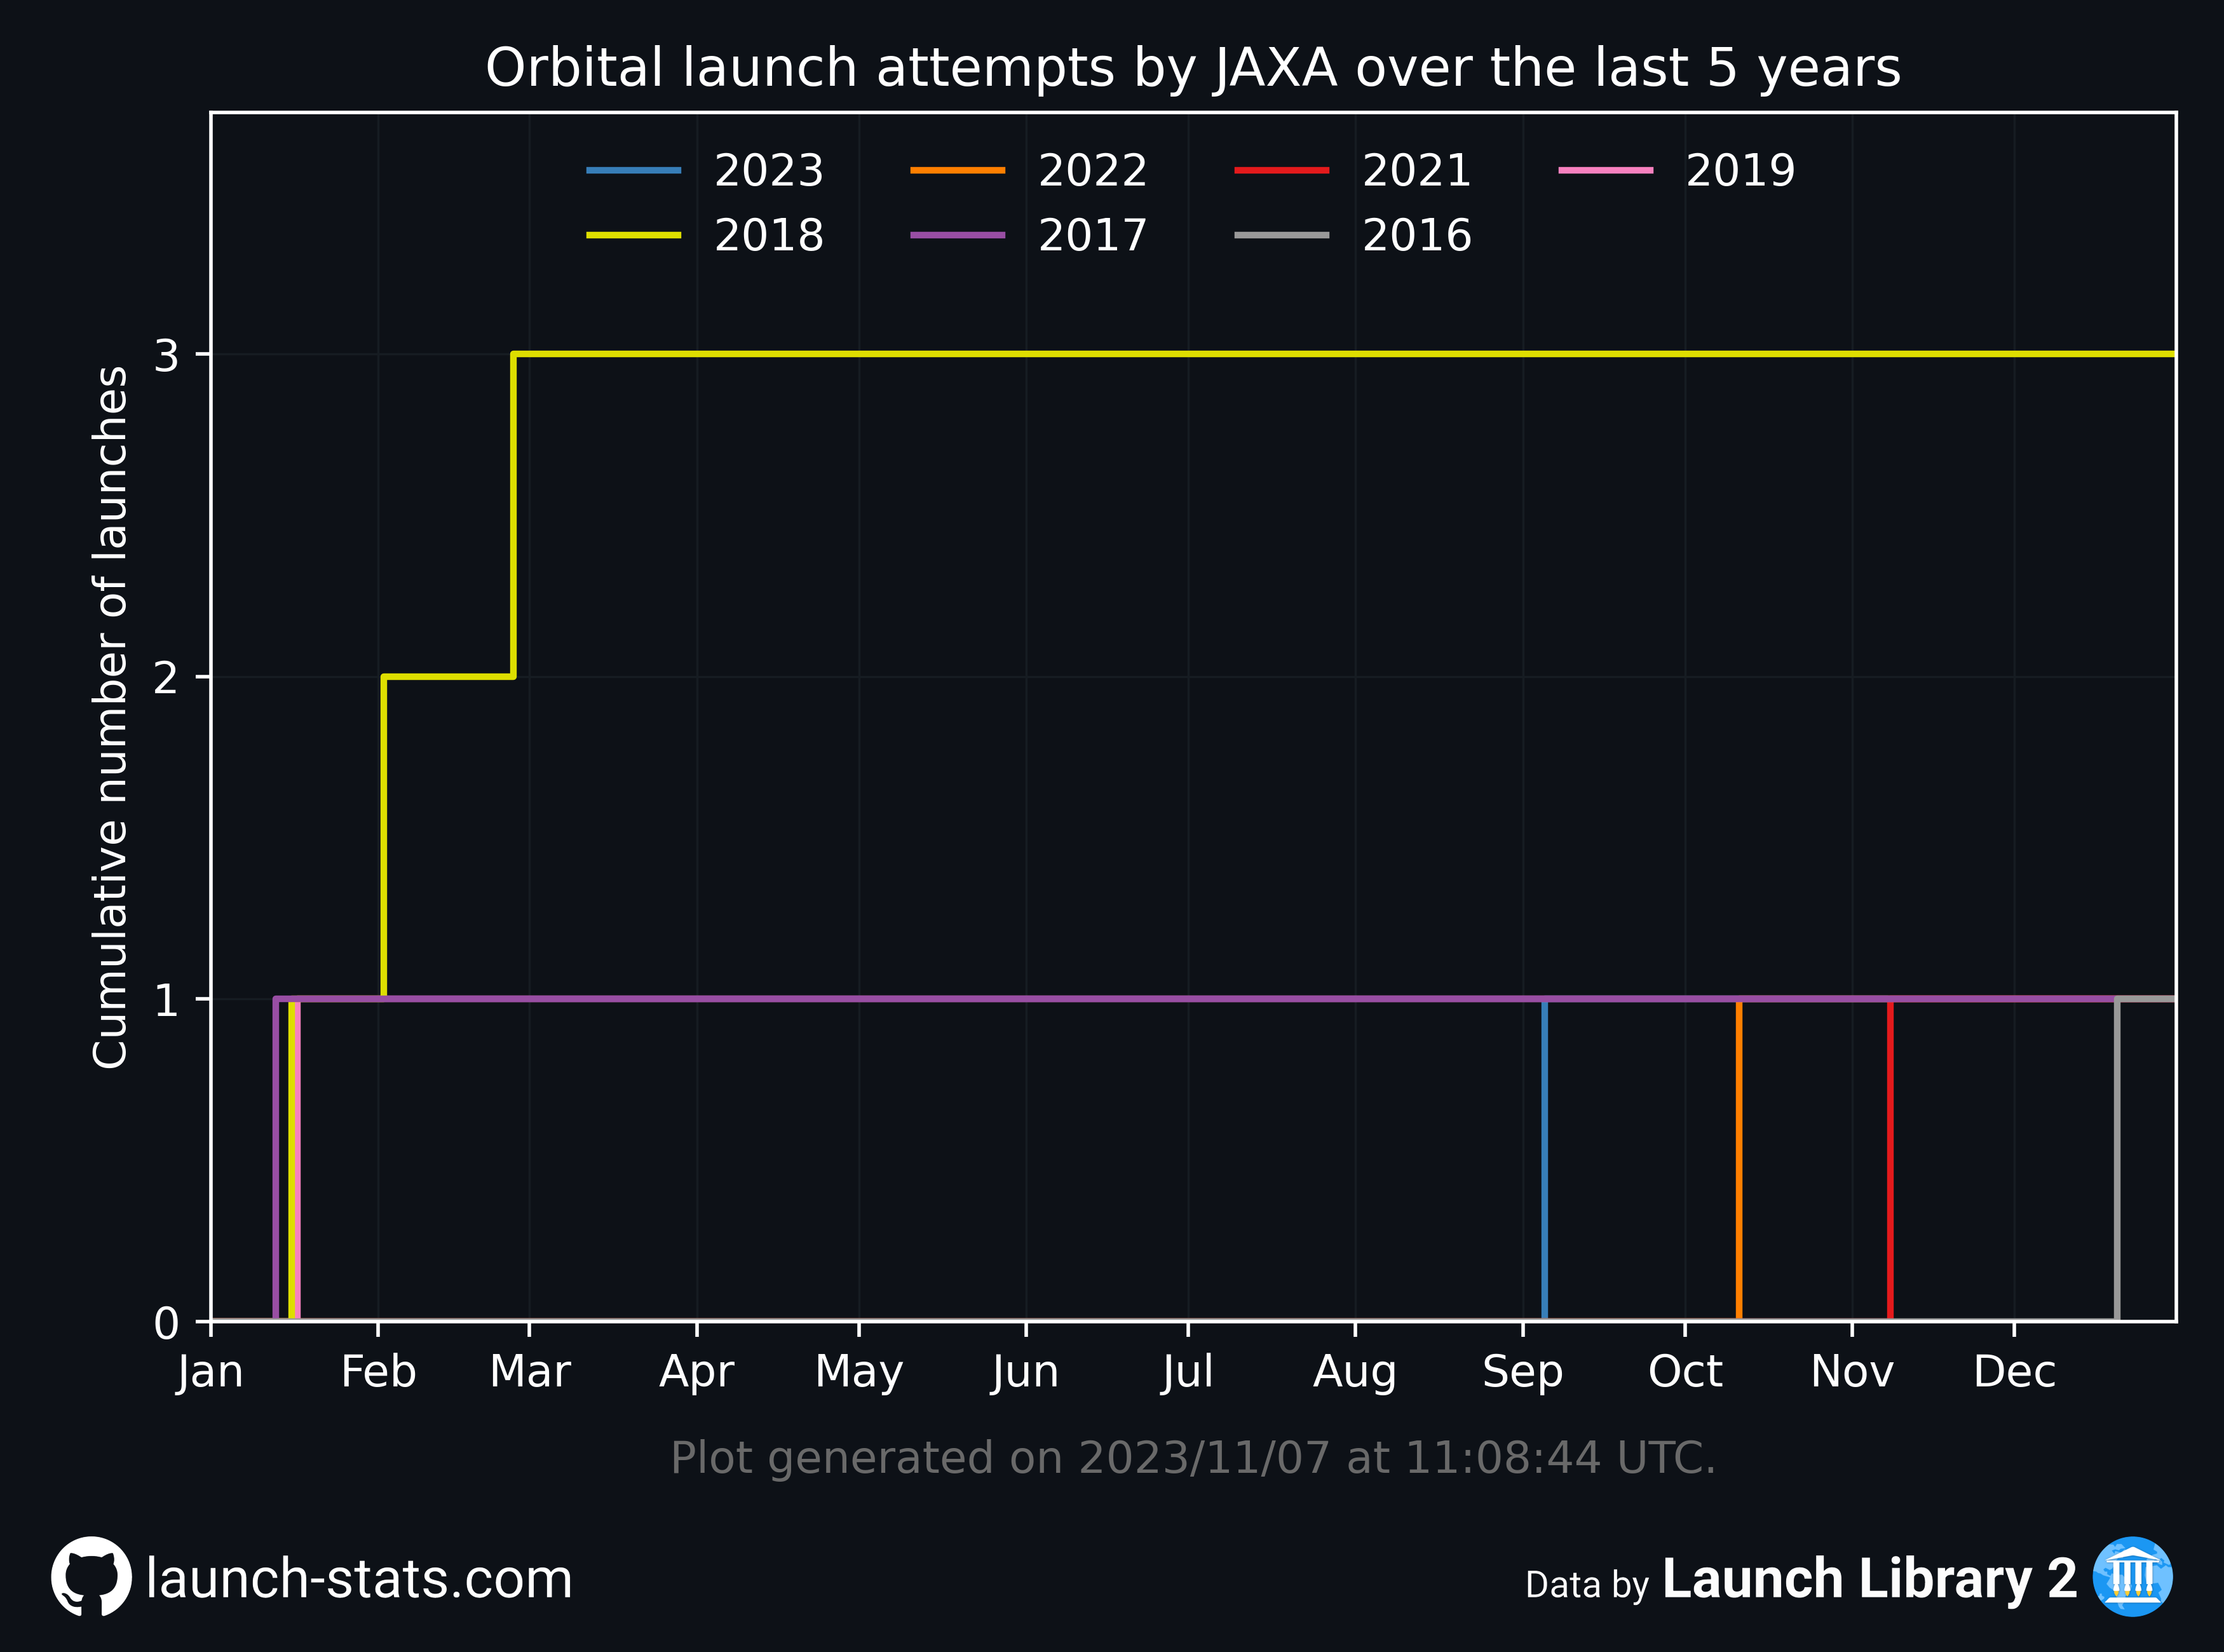 Orbital launch attempts by JAXA over the last 5 years
2023 2022 2021 2019
2018 2017 2016
Cumulative number of launches
3
2
1
0
Jan Feb Mar Apr May Jun Jul Aug Sep Oct Nov Dec
Plot generated on 2023/11/07 at 11:08:44 UTC.
launch-stats.com
Data by Launch Library 2